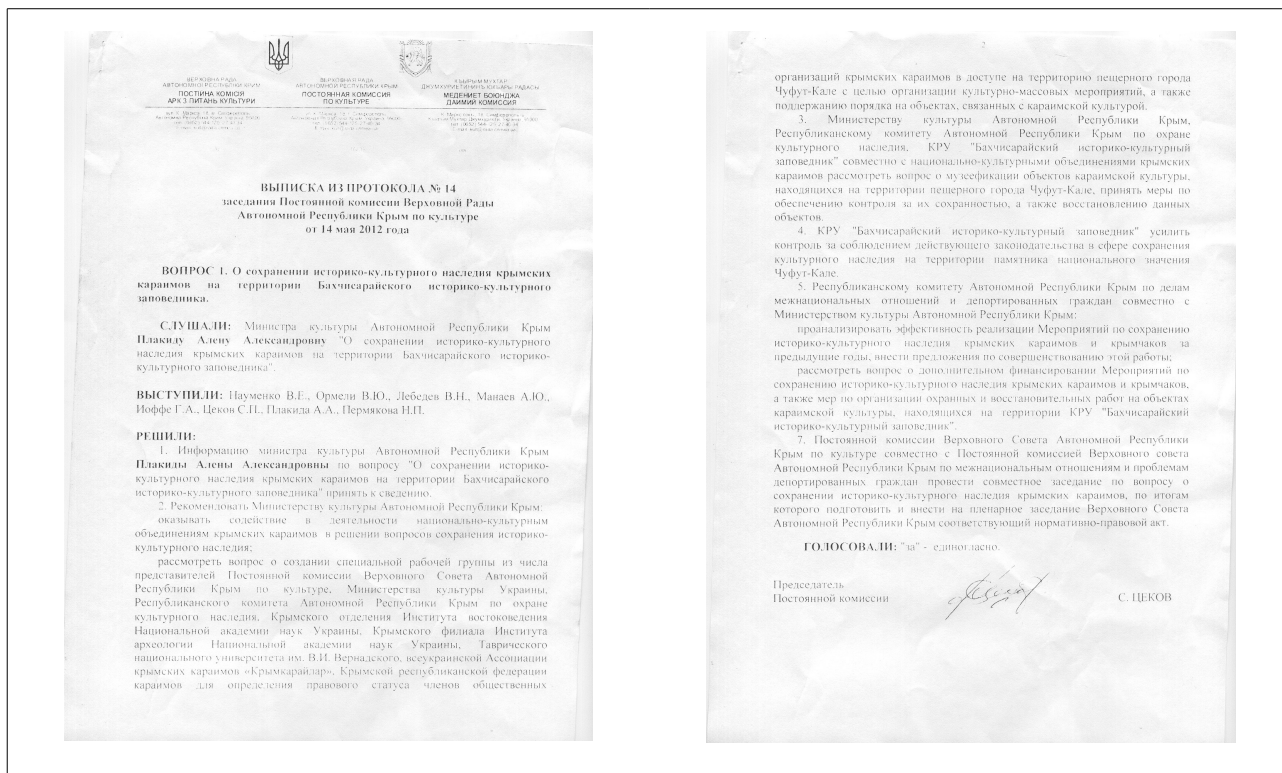 ВЕРХОВНА РАДА
АВТОНОМНОЇ РЕСПУБЛІКИ КРИМ
ПОСТІЙНА КОМІСІЯ
АРК З ПИТАНЬ КУЛЬТУРИ
ВЕРХОВНАЯ РАДА
АВТОНОМНОЙ РЕСПУБЛИКИ КРЫМ
ПОСТОЯННАЯ КОМИССИЯ
ПО КУЛЬТУРЕ
КЪЫРЫМ МУХТАР
ДЖУМХУРИЕТИНИНЪ ЮКЪАРЫ РАДАСЫ
МЕДЕНИЕТ БОЮНДЖА
ДАИМИЙ КОМИССИЯ
ВЫПИСКА ИЗ ПРОТОКОЛА № 14
заседания Постоянной комиссии Верховной Рады
Автономной Республики Крым по культуре
от 14 мая 2012 года
ВОПРОС 1. О сохранении историко-культурного наследия крымских
караимов на территории Бахчисарайского историко-культурного
заповедника.
СЛУШАЛИ: Министра культуры Автономной Республики Крым
Плакиду Алену Александровну "О сохранении историко-культурного
наследия крымских караимов на территории Бахчисарайского историко-
культурного заповедника".
ВЫСТУПИЛИ: Науменко В.Е., Ормели В.Ю., Лебедев В.Н., Манаев А.Ю.,
Иоффе Г.А., Цеков С.П., Плакида А.А., Пермякова Н.П.
РЕШИЛИ:
1. Информацию министра культуры Автономной Республики Крым
Плакиды Алены Александровны по вопросу "О сохранении историко-
культурного наследия крымских караимов на территории Бахчисарайского
историко-культурного заповедника" принять к сведению.
2. Рекомендовать Министерству культуры Автономной Республики Крым:
оказывать содействие в деятельности национально-культурным
объединениям крымских караимов в решении вопросов сохранения историко-
культурного наследия;
рассмотреть вопрос о создании специальной рабочей группы из числа
представителей Постоянной комиссии Верховного Совета Автономной
Республики Крым по культуре, Министерства культуры Украины,
Республиканского комитета Автономной Республики Крым по охране
культурного наследия, Крымского отделения Института востоковедения
Национальной академии наук Украины, Крымского филиала Института
археологии Национальной академии наук Украины, Таврического
национального университета им. В.И. Вернадского, всеукраинской Ассоциации
крымских караимов «Крымкарайлар», Крымской республиканской федерации
караимов для определения правового статуса членов общественных
2
организаций крымских караимов в доступе на территорию пещерного города
Чуфут-Кале с целью организации культурно-массовых мероприятий, а также
поддержанию порядка на объектах, связанных с караимской культурой.
3. Министерству культуры Автономной Республики Крым,
Республиканскому комитету Автономной Республики Крым по охране
культурного наследия, КРУ "Бахчисарайский историко-культурный
заповедник" совместно с национально-культурными объединениями крымских
караимов рассмотреть вопрос о музеефикации объектов караимской культуры,
находящихся на территории пещерного города Чуфут-Кале, принять меры по
обеспечению контроля за их сохранностью, а также восстановлению данных
объектов.
4. КРУ "Бахчисарайский историко-культурный заповедник" усилить
контроль за соблюдением действующего законодательства в сфере сохранения
культурного наследия на территории памятника национального значения
Чуфут-Кале.
5. Республиканскому комитету Автономной Республики Крым по делам
межнациональных отношений и депортированных граждан совместно с
Министерством культуры Автономной Республики Крым:
проанализировать эффективность реализации Мероприятий по сохранению
историко-культурного наследия крымских караимов и крымчаков за
предыдущие годы, внести предложения по совершенствованию этой работы;
рассмотреть вопрос о дополнительном финансировании Мероприятий по
сохранению историко-культурного наследия крымских караимов и крымчаков,
а также мер по организации охранных и восстановительных работ на объектах
караимской культуры, находящихся на территории КРУ "Бахчисарайский
историко-культурный заповедник".
7. Постоянной комиссии Верховного Совета Автономной Республики
Крым по культуре совместно с Постоянной комиссией Верховного совета
Автономной Республики Крым по межнациональным отношениям и проблемам
депортированных граждан провести совместное заседание по вопросу о
сохранении историко-культурного наследия крымских караимов, по итогам
которого подготовить и внести на пленарное заседание Верховного Совета
Автономной Республики Крым соответствующий нормативно-правовой акт.
ГОЛОСОВАЛИ: "за" - единогласно.
Председатель
Постоянной комиссии
С. ЦЕКОВ